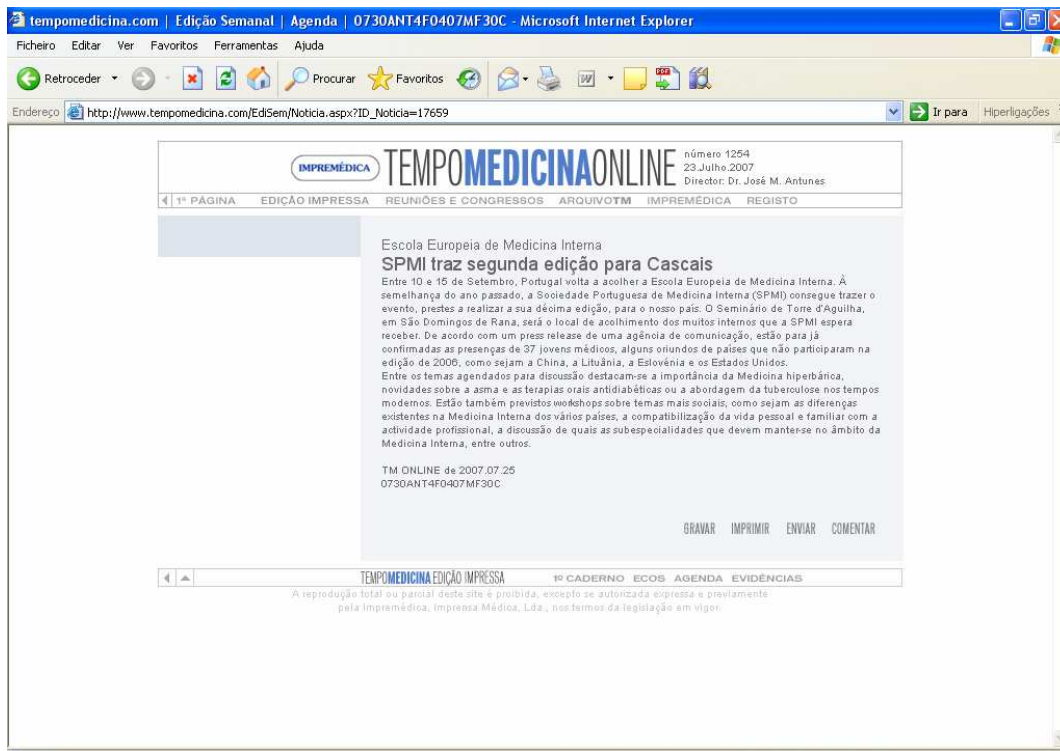 tempomedicina.com | Edição Semanal | Agenda | 0730ANT4F0407MF30C - Microsoft Internet Explorer
Ficheiro Editar Ver Favoritos Ferramentas Ajuda
Retroceder Procurar Favoritos
Endereço http://www.tempomedicina.com/EdiSem/Noticia.aspx?ID_Noticia=17659 Ir para Hiperligações
IMPREMÉDICA TEMPOMEDICINAONLINE
número 1254
23.Julho.2007
Director: Dr. José M. Antunes
1ª PÁGINA EDIÇÃO IMPRESSA REUNIÕES E CONGRESSOS ARQUIVOTM IMPREMÉDICA REGISTO
Escola Europeia de Medicina Interna
SPMI traz segunda edição para Cascais
Entre 10 e 15 de Setembro, Portugal volta a acolher a Escola Europeia de Medicina Interna. À
semelhança do ano passado, a Sociedade Portuguesa de Medicina Interna (SPMI) consegue trazer o
evento, prestes a realizar a sua décima edição, para o nosso país. O Seminário de Torre d'Aguilha,
em São Domingos de Rana, será o local de acolhimento dos muitos internos que a SPMI espera
receber. De acordo com um press release de uma agência de comunicação, estão para já
confirmadas as presenças de 37 jovens médicos, alguns oriundos de países que não participaram na
edição de 2006, como sejam a China, a Lituânia, a Eslovénia e os Estados Unidos.
Entre os temas agendados para discussão destacam-se a importância da Medicina hiperbárica,
novidades sobre a asma e as terapias orais antidiabéticas ou a abordagem da tuberculose nos tempos
modernos. Estão também previstos workshops sobre temas mais sociais, como sejam as diferenças
existentes na Medicina Interna dos vários países, a compatibilização da vida pessoal e familiar com a
actividade profissional, a discussão de quais as subespecialidades que devem manter-se no âmbito da
Medicina Interna, entre outros.
TM ONLINE de 2007.07.25
0730ANT4F0407MF30C
GRAVAR IMPRIMIR ENVIAR COMENTAR
TEMPOMEDICINA EDIÇÃO IMPRESSA 1º CADERNO ECOS AGENDA EVIDÊNCIAS
A reprodução total ou parcial deste site é proibida, excepto se autorizada expressa e previamente
pela Impremédica, Imprensa Médica, Lda., nos termos da legislação em vigor.